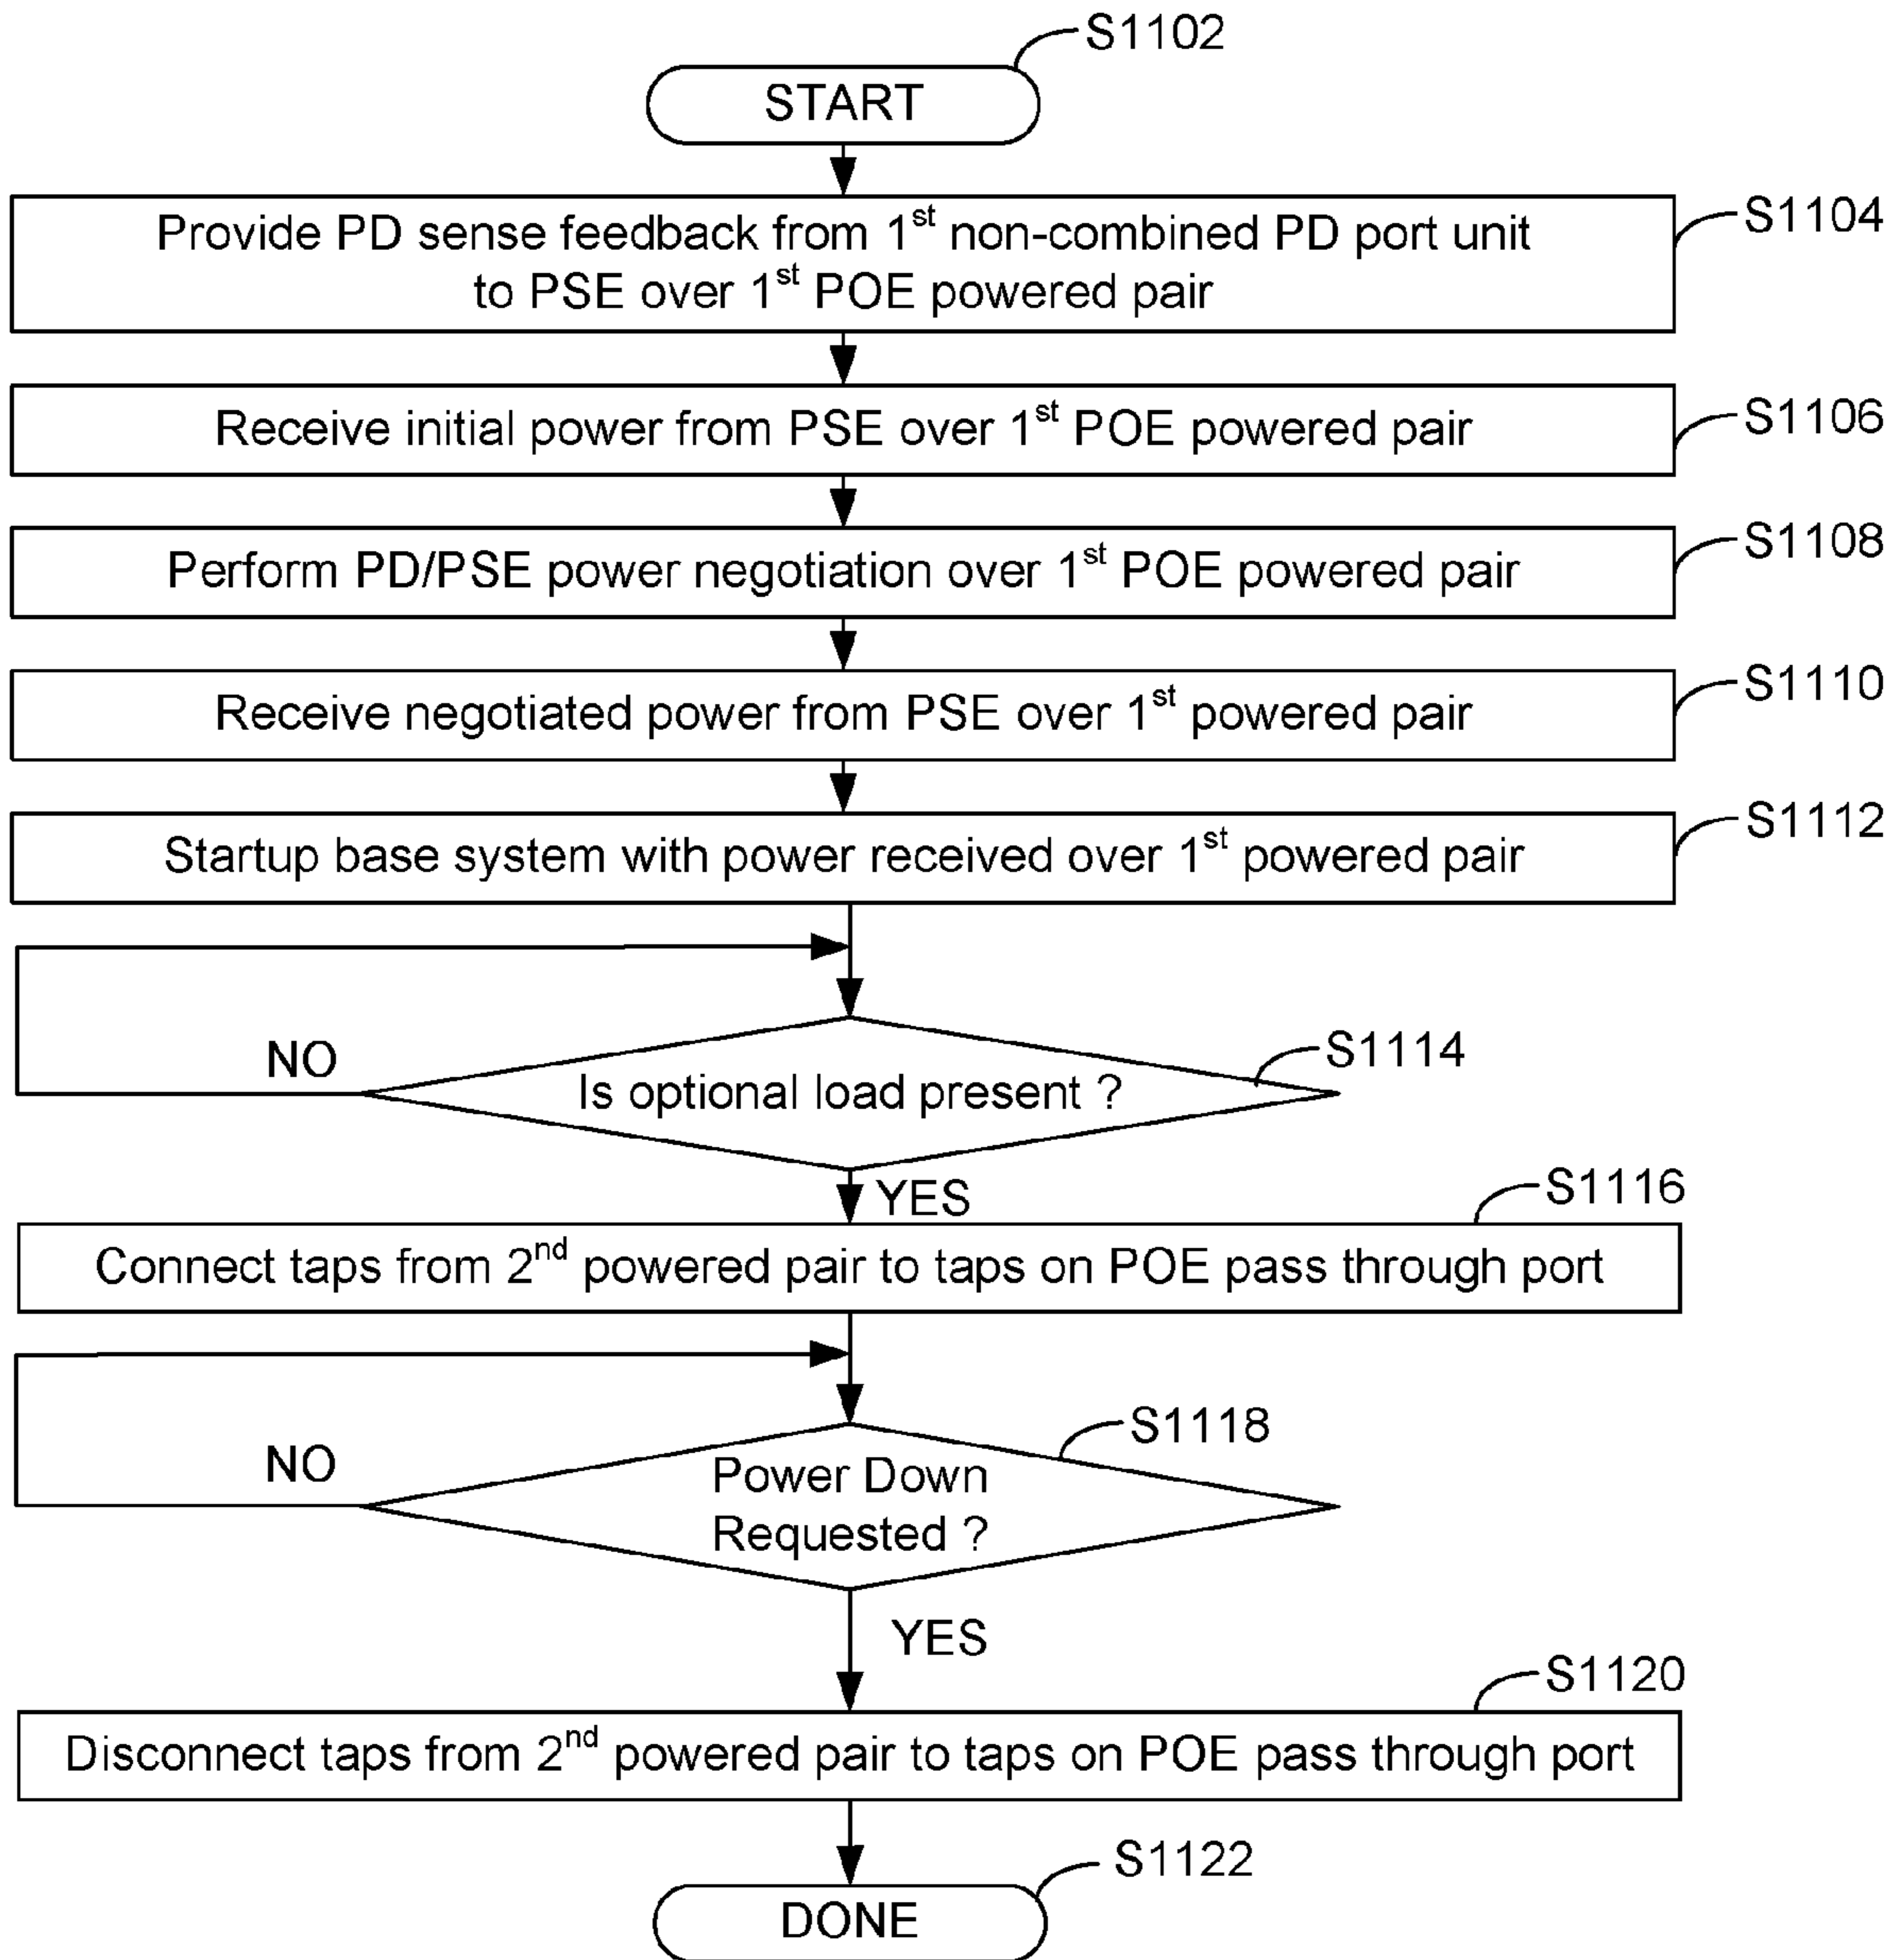 S1102
START
Provide PD sense feedback from 1st non-combined PD port unit
to PSE over 1st POE powered pair
S1104
Receive initial power from PSE over 1st POE powered pair
S1106
Perform PD/PSE power negotiation over 1st POE powered pair
S1108
Receive negotiated power from PSE over 1st powered pair
S1110
Startup base system with power received over 1st powered pair
S1112
NO
Is optional load present ?
S1114
YES
S1116
Connect taps from 2nd powered pair to taps on POE pass through port
NO
Power Down
Requested ?
S1118
YES
S1120
Disconnect taps from 2nd powered pair to taps on POE pass through port
S1122
DONE